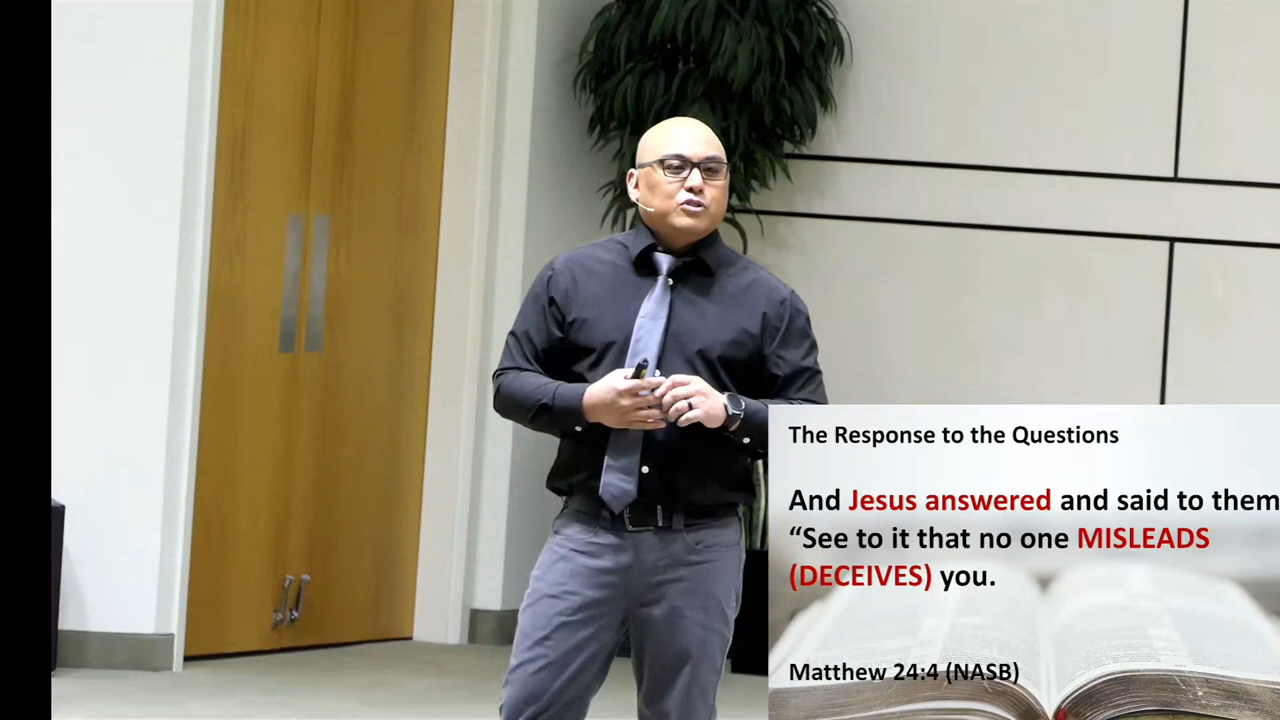 The Response to the Questions
And Jesus answered and said to them
“See to it that no one MISLEADS
(DECEIVES) you.
Matthew 24:4 (NASB)